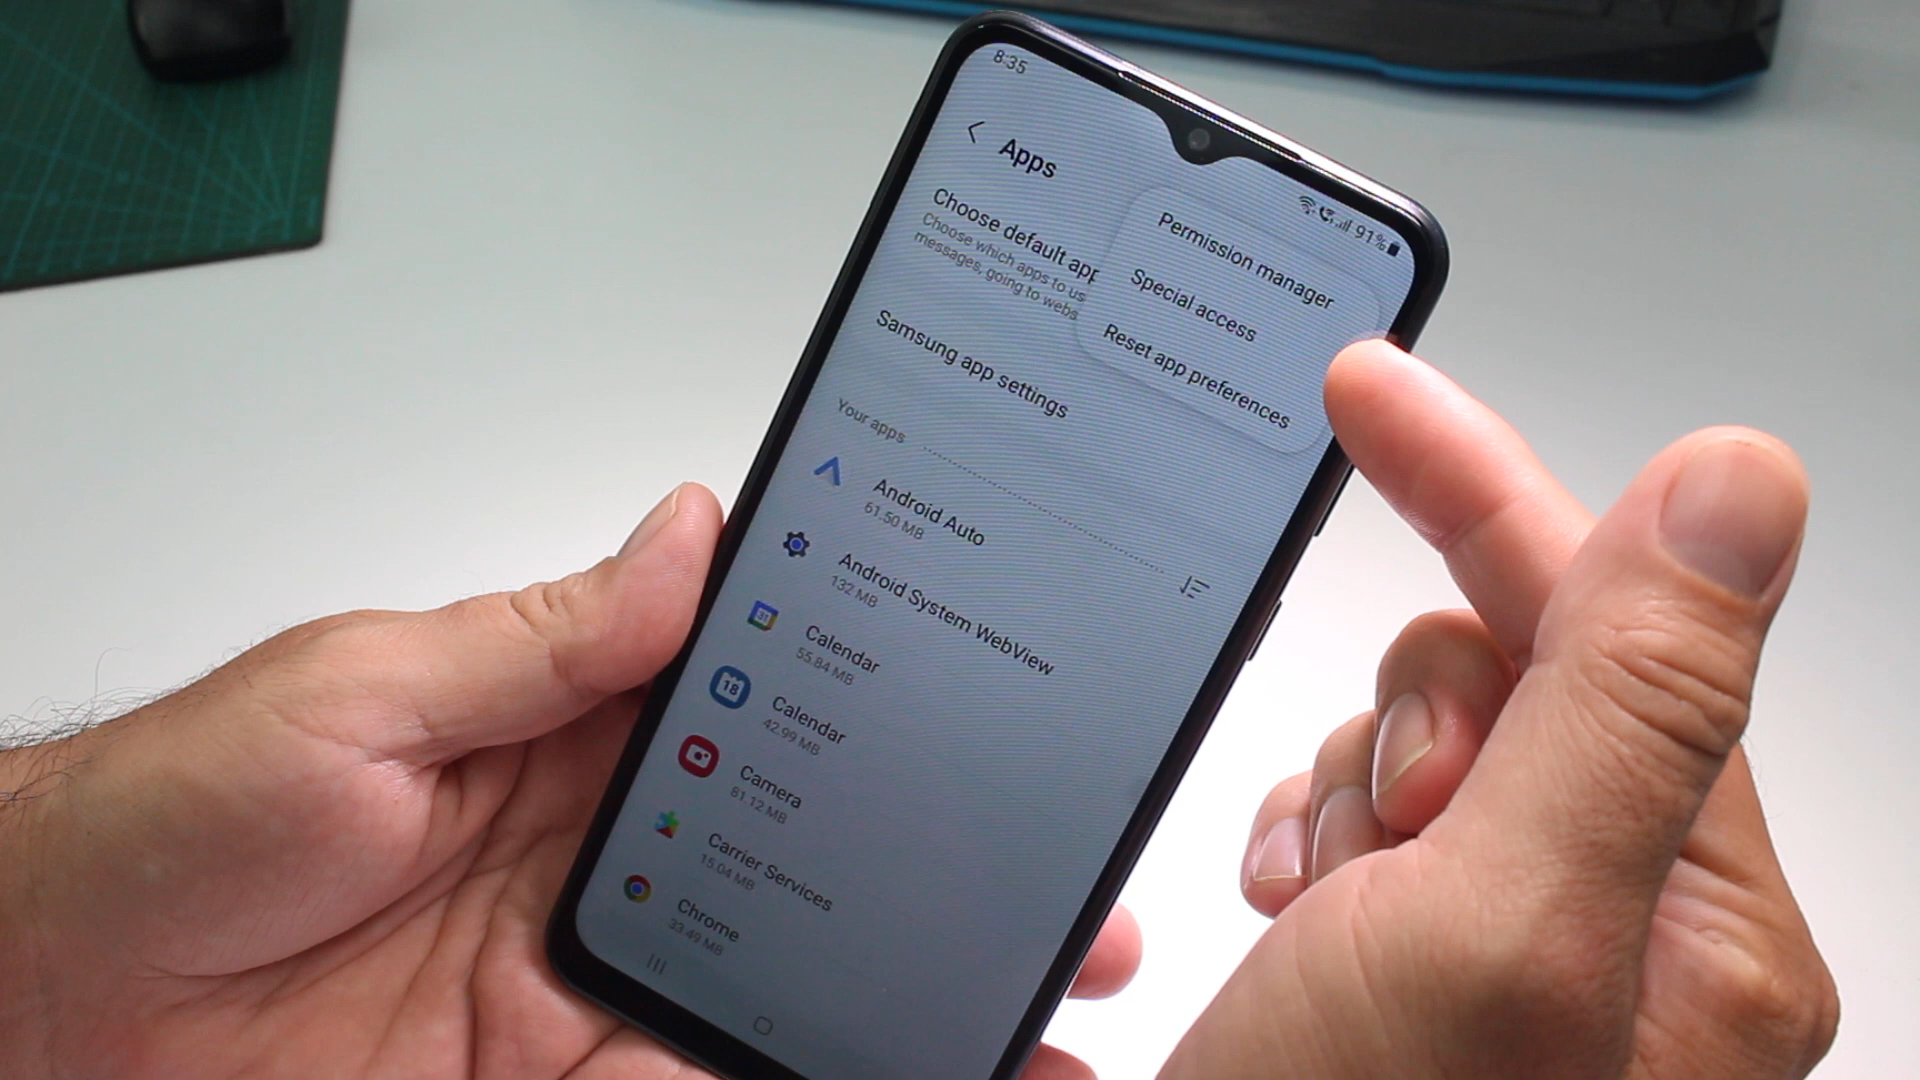 8:35
91%
Apps
Permission manager
Special access
Reset app preferences
Choose default app
Choose which apps to us
messages, going to webs
Samsung app settings
Your apps
Android Auto
61.50 MB
Android System WebView
132 MB
31
Calendar
55.84 MB
18
Calendar
42.99 MB
Camera
81.12 MB
Carrier Services
15.04 MB
Chrome
33.49 MB